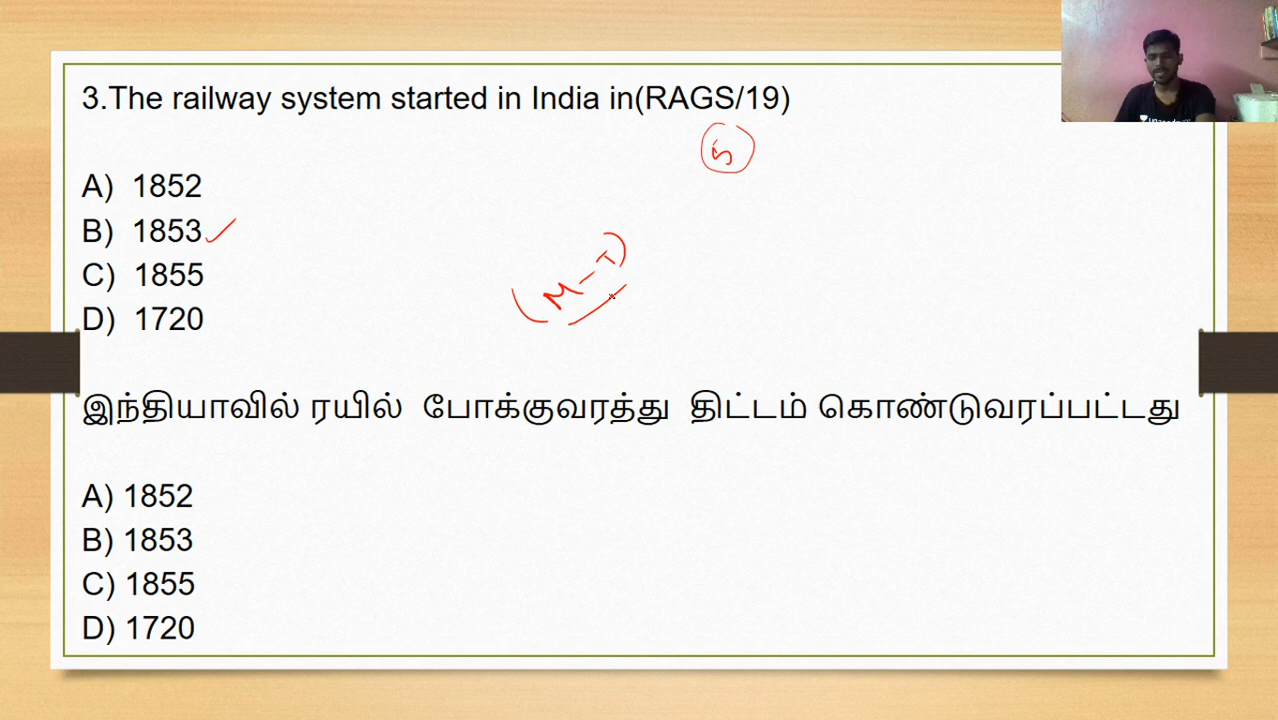 3.The railway system started in India in(RAGS/19)
A) 1852
B) 1853
C) 1855
D) 1720
(M-T)
இந்தியாவில் ரயில் போக்குவரத்து திட்டம் கொண்டுவரப்பட்டது
A) 1852
B) 1853
C) 1855
D) 1720